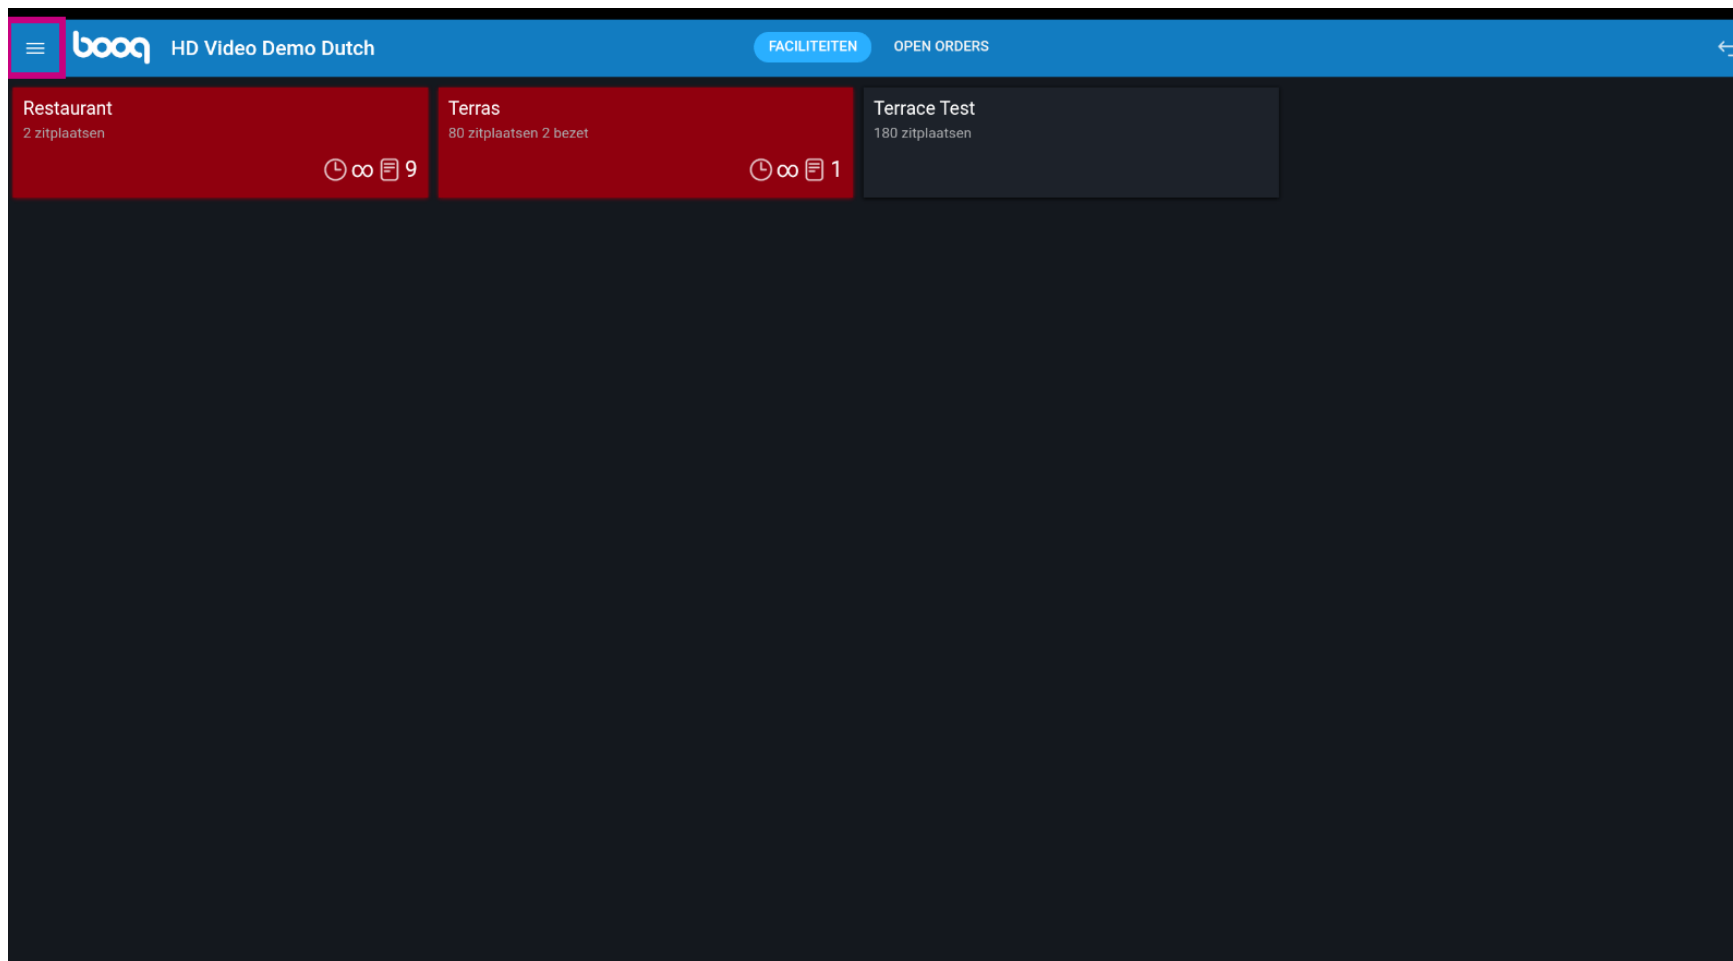 booq HD Video Demo Dutch FACILITEITEN OPEN ORDERS
Restaurant
2 zitplaatsen
∞ 9
Terras
80 zitplaatsen 2 bezet
∞ 1
Terrace Test
180 zitplaatsen